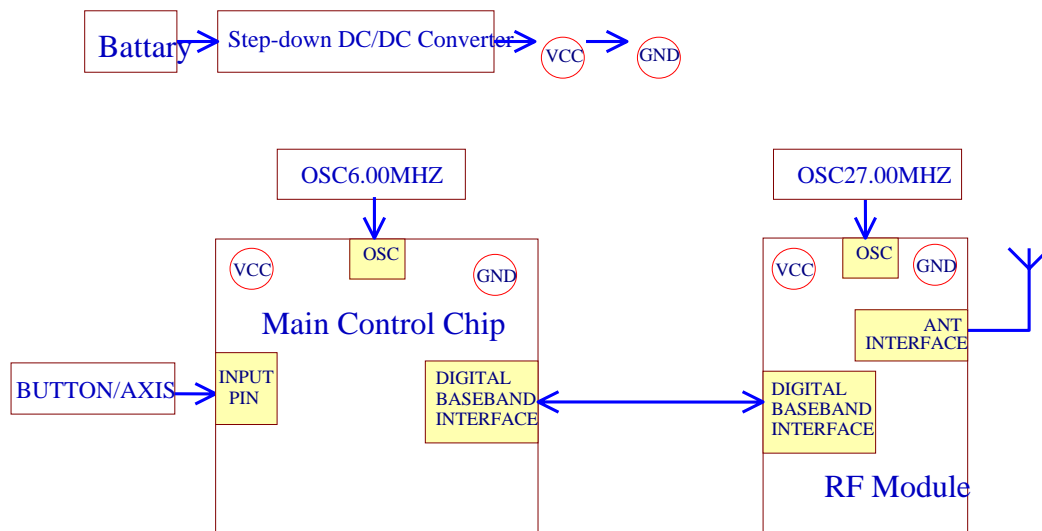 Battary
Step-down DC/DC Converter
VCC
GND
OSC6.00MHZ
OSC27.00MHZ
VCC
OSC
GND
Main Control Chip
VCC
OSC
GND
ANT
INTERFACE
BUTTON/AXIS
INPUT
PIN
DIGITAL
BASEBAND
INTERFACE
DIGITAL
BASEBAND
INTERFACE
RF Module